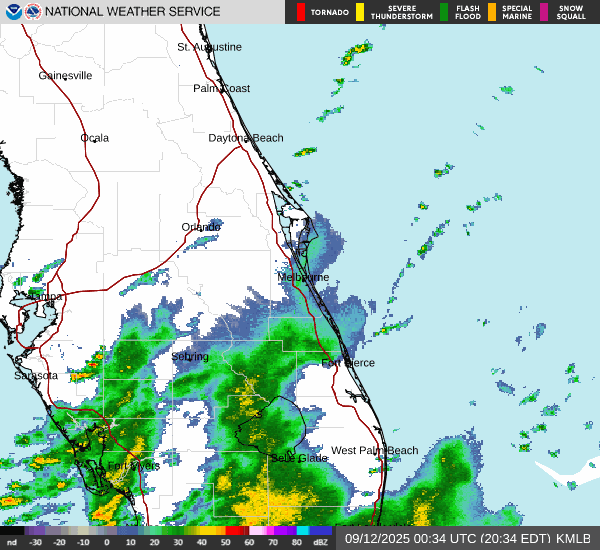 NATIONAL WEATHER SERVICE
TORNADO
SEVERE
THUNDERSTORM
FLASH
FLOOD
SPECIAL
MARINE
SNOW
SQUALL
St. Augustine
Gainesville
Palm Coast
Ocala
Daytona Beach
Orlando
Melbourne
Tampa
Sebring
Fort Pierce
Sarasota
West Palm Beach
Belle Glade
Fort Myers
nd -30 -20 -10 0 10 20 30 40 50 60 70 80 dBZ
09/12/2025 00:34 UTC (20:34 EDT) KMLB